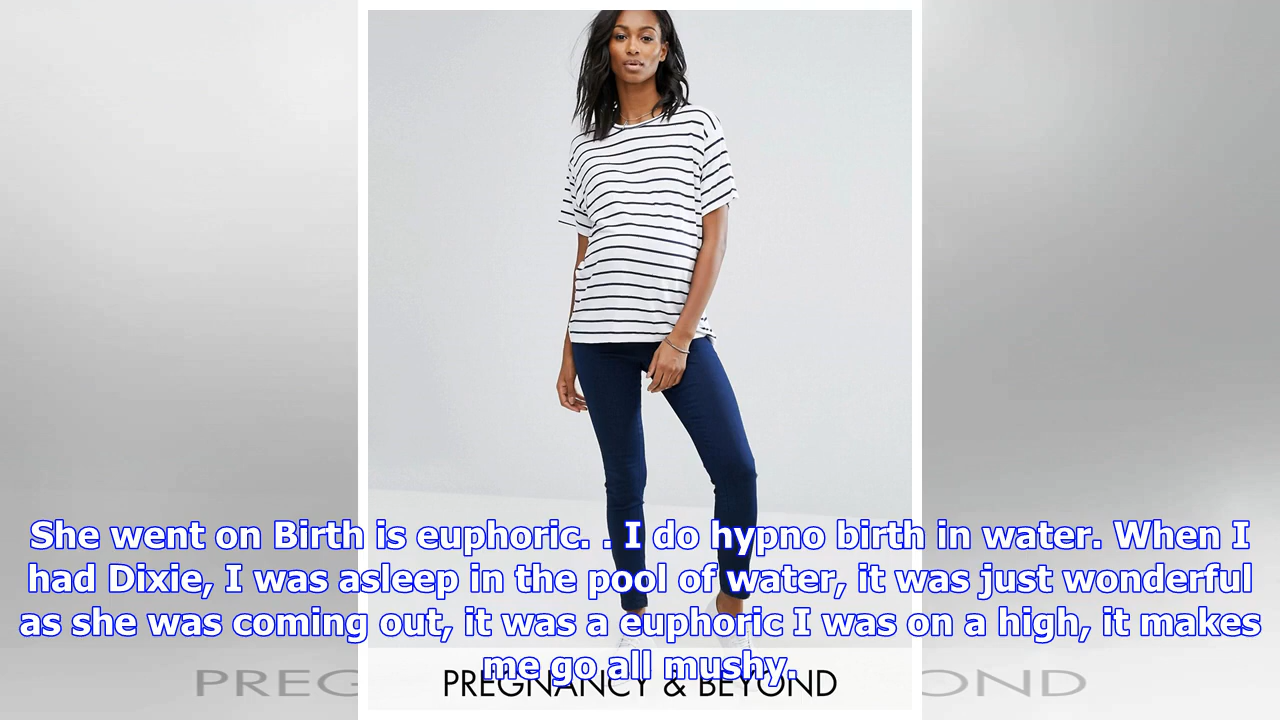 She went on Birth is euphoric. . I do hypno birth in water. When I
had Dixie, I was asleep in the pool of water, it was just wonderful
as she was coming out, it was a euphoric I was on a high, it makes
me go all mushy.
PREGNANCY & BEYOND
PREG
OND